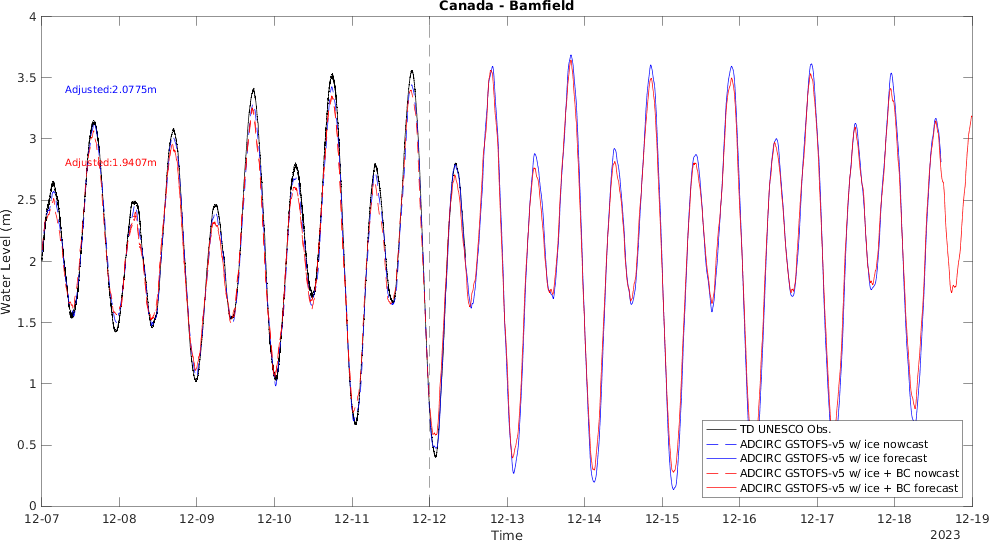 Canada - Bamfield
4
3.5
3
2.5
2
1.5
1
0.5
0
Water Level (m)
Adjusted:2.0775m
Adjusted:1.9407m
TD UNESCO Obs.
ADCIRC GSTOFS-v5 w/ ice nowcast
ADCIRC GSTOFS-v5 w/ ice forecast
ADCIRC GSTOFS-v5 w/ ice + BC nowcast
ADCIRC GSTOFS-v5 w/ ice + BC forecast
12-07 12-08 12-09 12-10 12-11 12-12 12-13 12-14 12-15 12-16 12-17 12-18 12-19
Time
2023